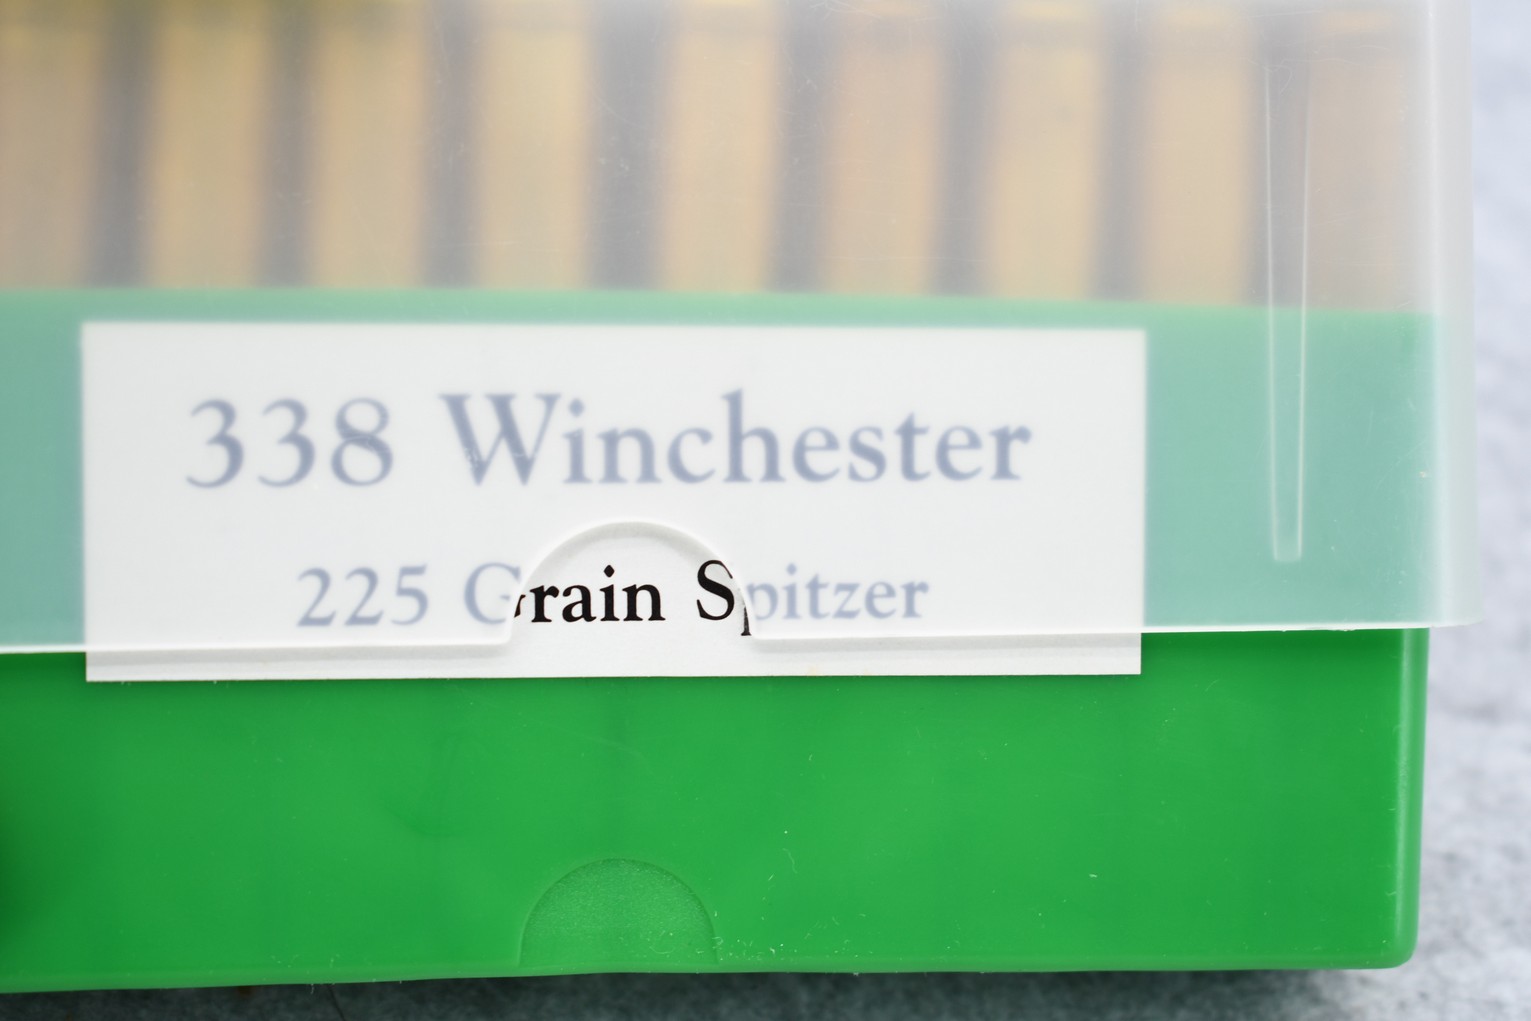 338 Winchester
225 Grain Spitzer